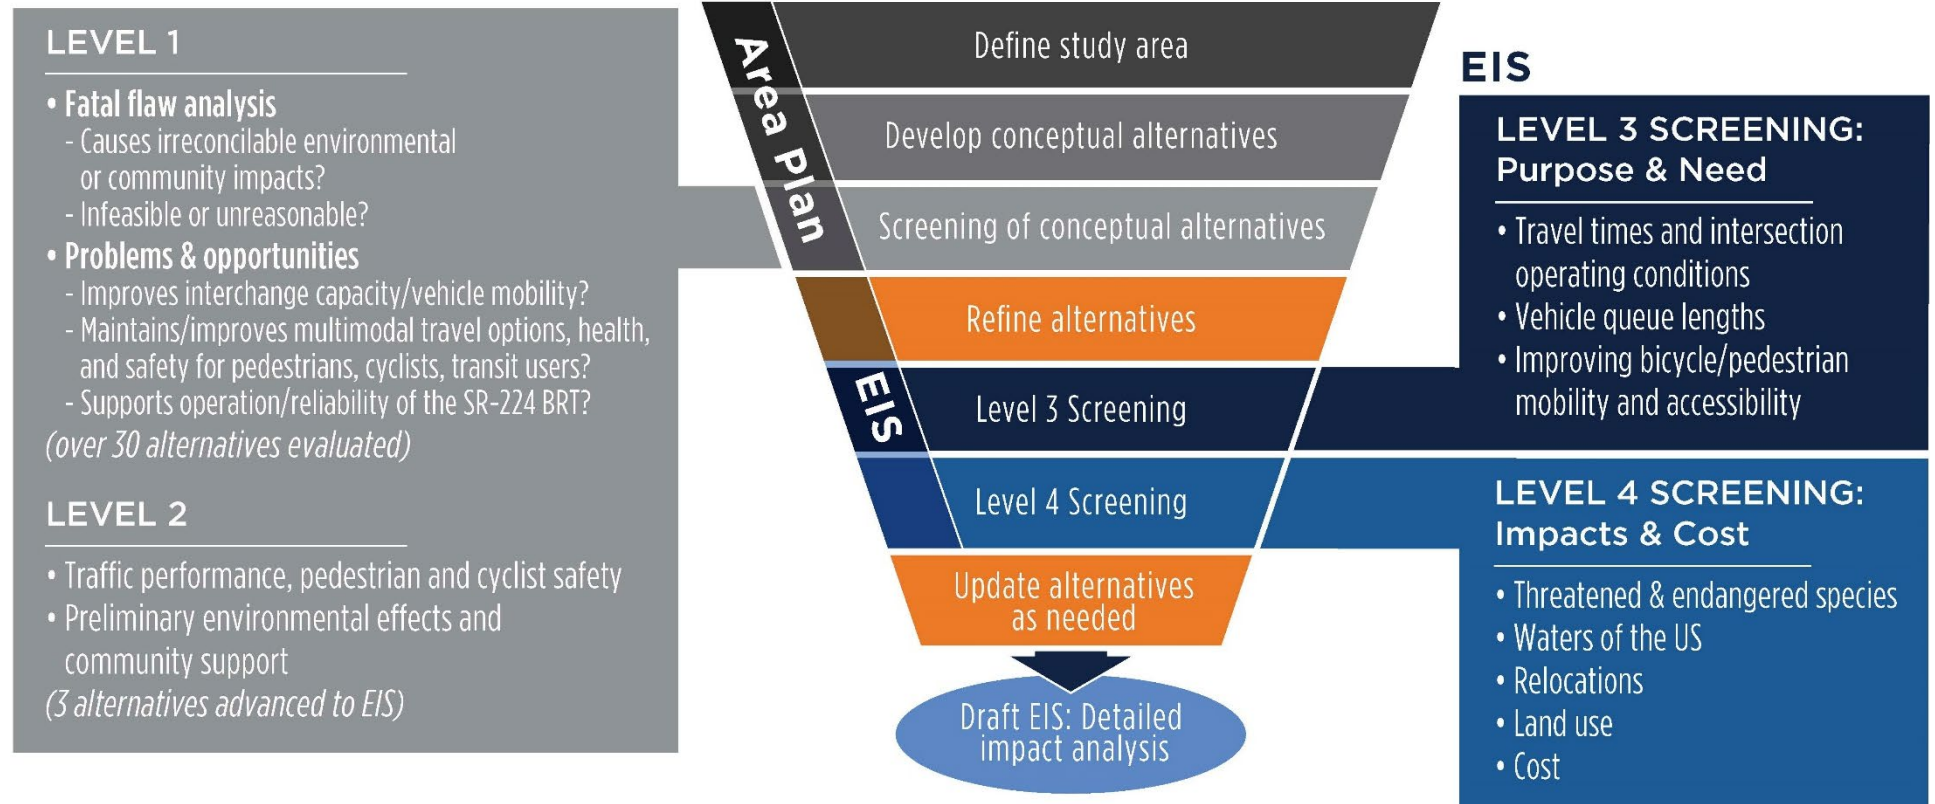 LEVEL 1
• Fatal flaw analysis
- Causes irreconcilable environmental
or community impacts?
- Infeasible or unreasonable?
• Problems & opportunities
- Improves interchange capacity/vehicle mobility?
- Maintains/improves multimodal travel options, health,
and safety for pedestrians, cyclists, transit users?
- Supports operation/reliability of the SR-224 BRT?
(over 30 alternatives evaluated)
LEVEL 2
• Traffic performance, pedestrian and cyclist safety
• Preliminary environmental effects and
community support
(3 alternatives advanced to EIS)
Area Plan
Define study area
Develop conceptual alternatives
Screening of conceptual alternatives
Refine alternatives
EIS
Level 3 Screening
Level 4 Screening
Update alternatives
as needed
Draft EIS: Detailed
impact analysis
EIS
LEVEL 3 SCREENING:
Purpose & Need
• Travel times and intersection
operating conditions
• Vehicle queue lengths
• Improving bicycle/pedestrian
mobility and accessibility
LEVEL 4 SCREENING:
Impacts & Cost
• Threatened & endangered species
• Waters of the US
• Relocations
• Land use
• Cost